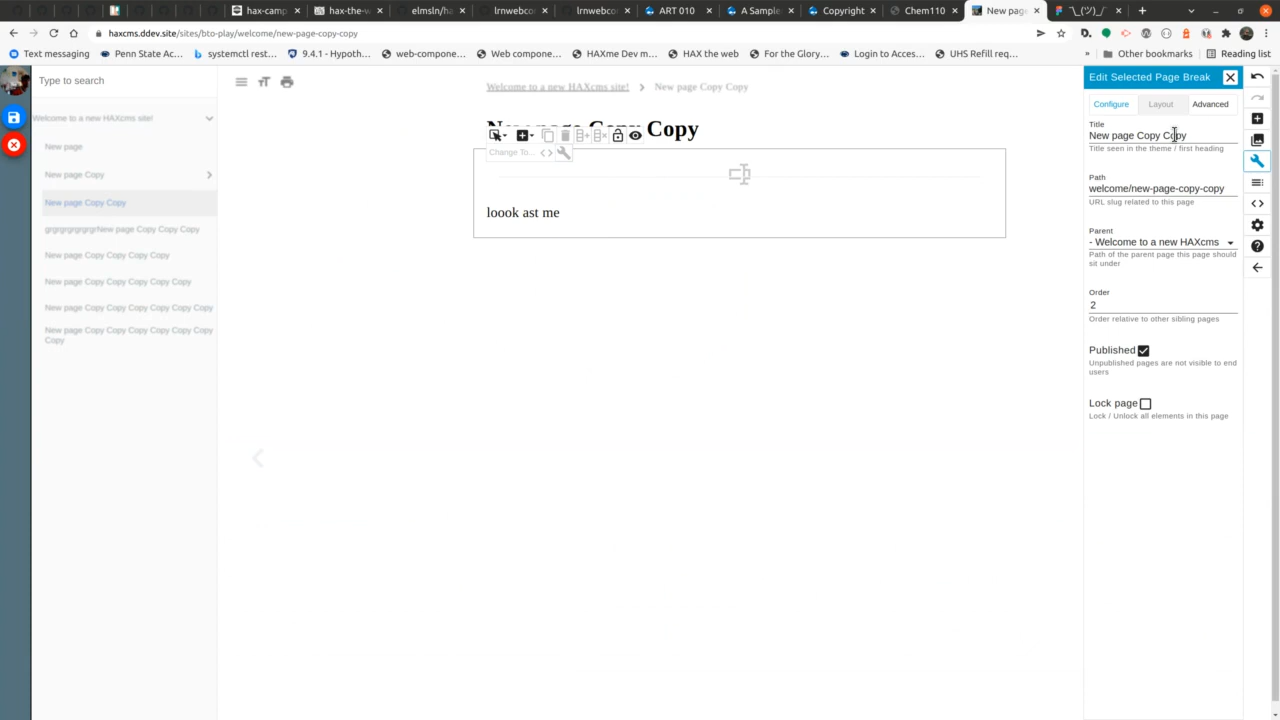 hax-camp
hax-the-w
elmsln/ha
lrnwebcor
lrnwebcor
ART 010
A Sample
Copyright
Chem110
New page
¯\_(ツ)_/¯
haxcms.ddev.site/sites/bto-play/welcome/new-page-copy-copy
Text messaging
Penn State Ac...
systemctl rest...
9.4.1 - Hypoth...
web-compone...
Web compone...
HAXme Dev m...
HAX the web
For the Glory...
Login to Acces...
UHS Refill req...
»
Other bookmarks
Reading list
Type to search
Welcome to a new HAXcms site!
New page
New page Copy
New page Copy Copy
grgrgrgrgrgrNew page Copy Copy Copy
New page Copy Copy Copy Copy
New page Copy Copy Copy Copy Copy
New page Copy Copy Copy Copy Copy Copy
New page Copy Copy Copy Copy Copy Copy
Copy
Welcome to a new HAXcms site!
New page Copy Copy
New page Copy Copy
Change To...
loook ast me
Edit Selected Page Break
Configure
Layout
Advanced
Title
New page Copy Copy
Title seen in the theme / first heading
Path
welcome/new-page-copy-copy
URL slug related to this page
Parent
- Welcome to a new HAXcms
Path of the parent page this page should
sit under
Order
2
Order relative to other sibling pages
Published
Unpublished pages are not visible to end
users
Lock page
Lock / Unlock all elements in this page